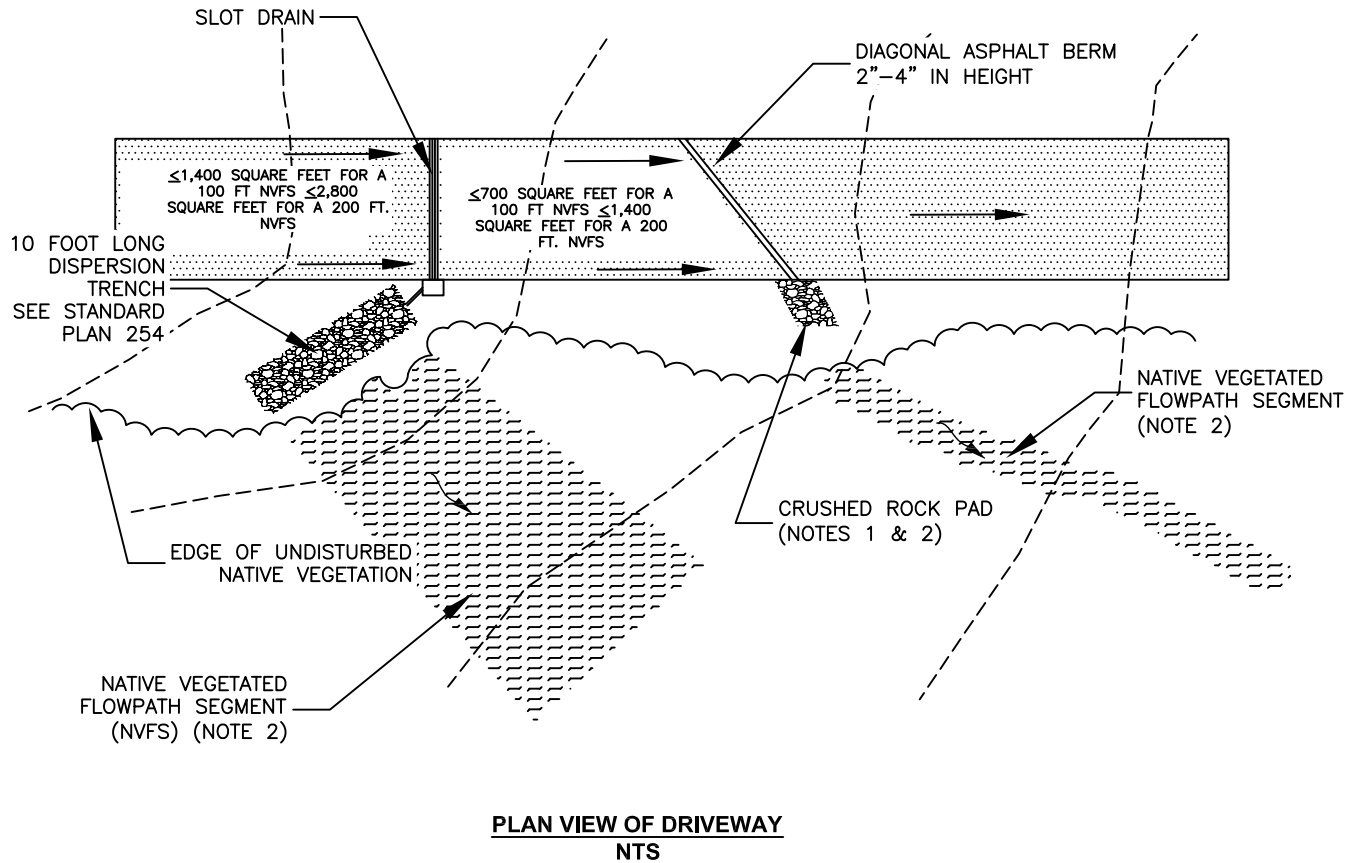 SLOT DRAIN
DIAGONAL ASPHALT BERM
2"–4" IN HEIGHT
≤1,400 SQUARE FEET FOR A
100 FT NVFS ≤2,800
SQUARE FEET FOR A 200 FT.
NVFS
≤700 SQUARE FEET FOR A
100 FT NVFS ≤1,400
SQUARE FEET FOR A 200
FT. NVFS
10 FOOT LONG
DISPERSION
TRENCH
SEE STANDARD
PLAN 254
NATIVE VEGETATED
FLOWPATH SEGMENT
(NOTE 2)
CRUSHED ROCK PAD
(NOTES 1 & 2)
EDGE OF UNDISTURBED
NATIVE VEGETATION
NATIVE VEGETATED
FLOWPATH SEGMENT
(NVFS) (NOTE 2)
PLAN VIEW OF DRIVEWAY
NTS